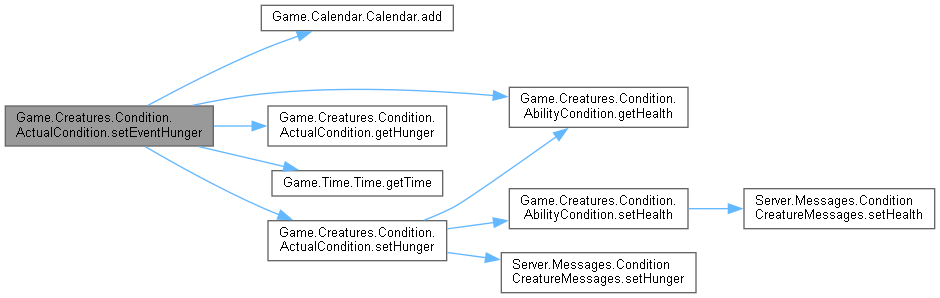 Game.Calendar.Calendar.add
Game.Creatures.Condition.
ActualCondition.setEventHunger
Game.Creatures.Condition.
AbilityCondition.getHealth
Game.Creatures.Condition.
ActualCondition.getHunger
Game.Time.Time.getTime
Game.Creatures.Condition.
ActualCondition.setHunger
Game.Creatures.Condition.
AbilityCondition.setHealth
Server.Messages.Condition
CreatureMessages.setHealth
Server.Messages.Condition
CreatureMessages.setHunger